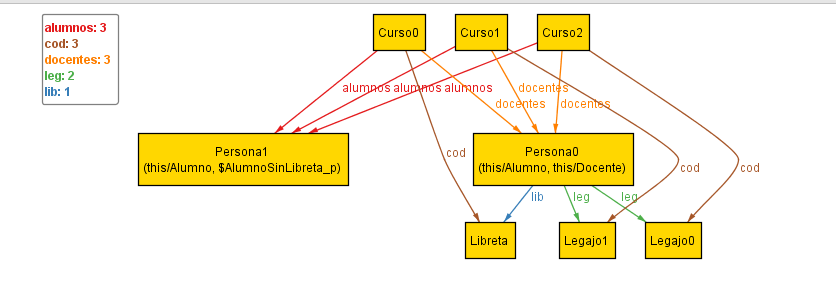 alumnos: 3
cod: 3
docentes: 3
leg: 2
lib: 1
Curso0
Curso1
Curso2
alumnos alumnos alumnos
docentes
docentes
docentes
Persona1
(this/Alumno, $AlumnoSinLibreta_p)
Persona0
(this/Alumno, this/Docente)
cod
cod
cod
lib
leg
leg
Libreta
Legajo1
Legajo0